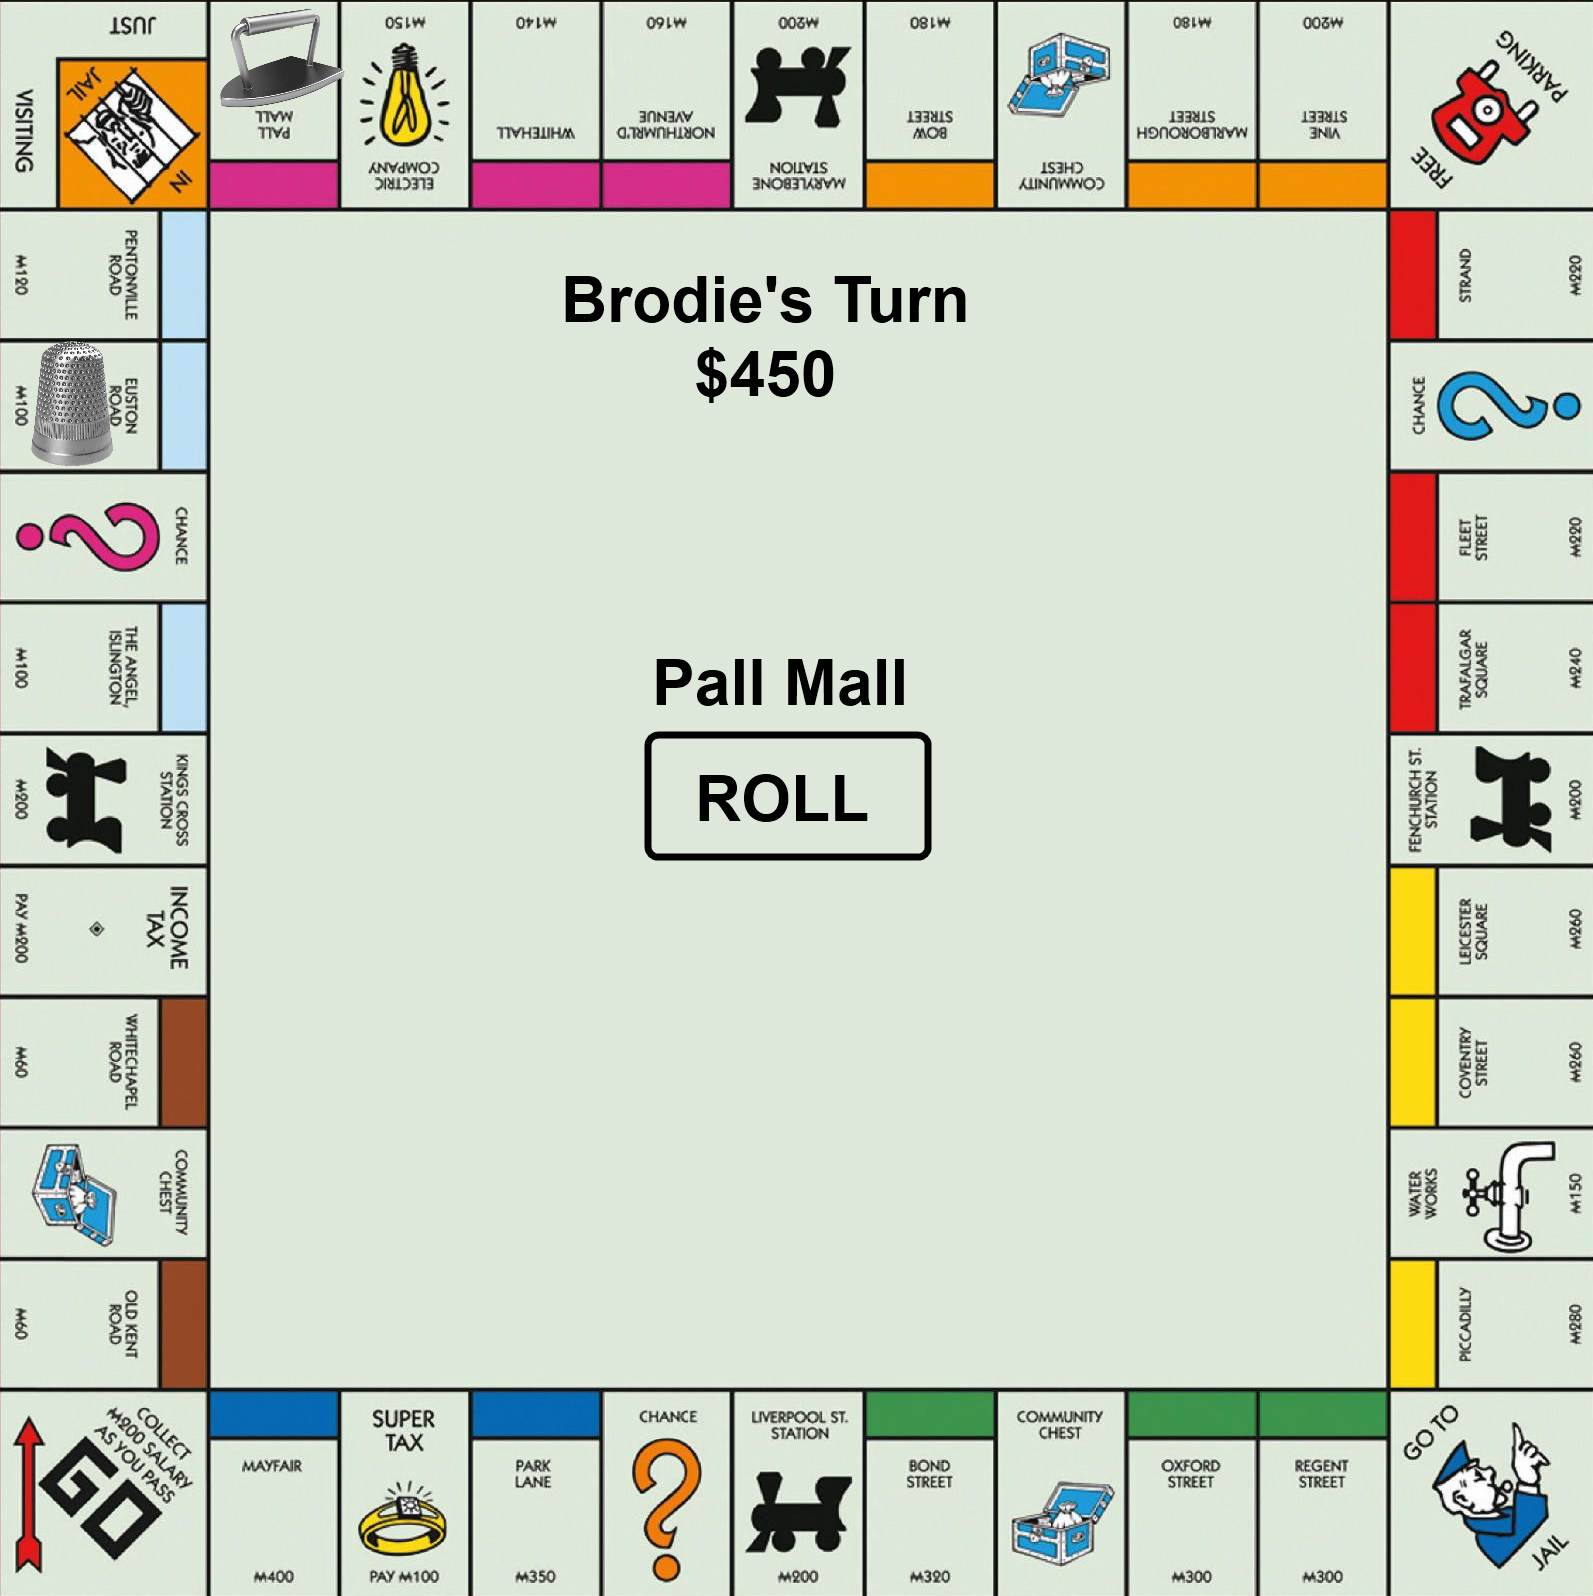 JUST
VISITING
IN
JAIL
PALL
MALL
₩150
ELECTRIC
COMPANY
₩140
WHITEHALL
₩160
NORTHUMRL'D
AVENUE
₩200
MARYLEBONE
STATION
₩180
BOW
STREET
COMMUNITY
CHEST
₩180
MARLBOROUGH
STREET
₩200
VINE
STREET
FREE
PARKING
PENTONVILLE
ROAD
₩120
EUSTON
ROAD
₩100
CHANCE
THE ANGEL,
ISLINGTON
₩100
KINGS CROSS
STATION
₩200
INCOME
TAX
PAY ₩200
WHITECHAPEL
ROAD
₩60
COMMUNITY
CHEST
OLD KENT
ROAD
₩60
Brodie's Turn
$450
Pall Mall
ROLL
STRAND
₩220
CHANCE
FLEET
STREET
₩220
TRAFALGAR
SQUARE
₩240
FENCHURCH ST.
STATION
₩200
LEICESTER
SQUARE
₩260
COVENTRY
STREET
₩260
WATER
WORKS
₩150
PICCADILLY
₩280
COLLECT
₩200 SALARY
AS YOU PASS
GO
MAYFAIR
₩400
SUPER
TAX
PAY ₩100
PARK
LANE
₩350
CHANCE
LIVERPOOL ST.
STATION
₩200
BOND
STREET
₩320
COMMUNITY
CHEST
OXFORD
STREET
₩300
REGENT
STREET
₩300
GO TO
JAIL